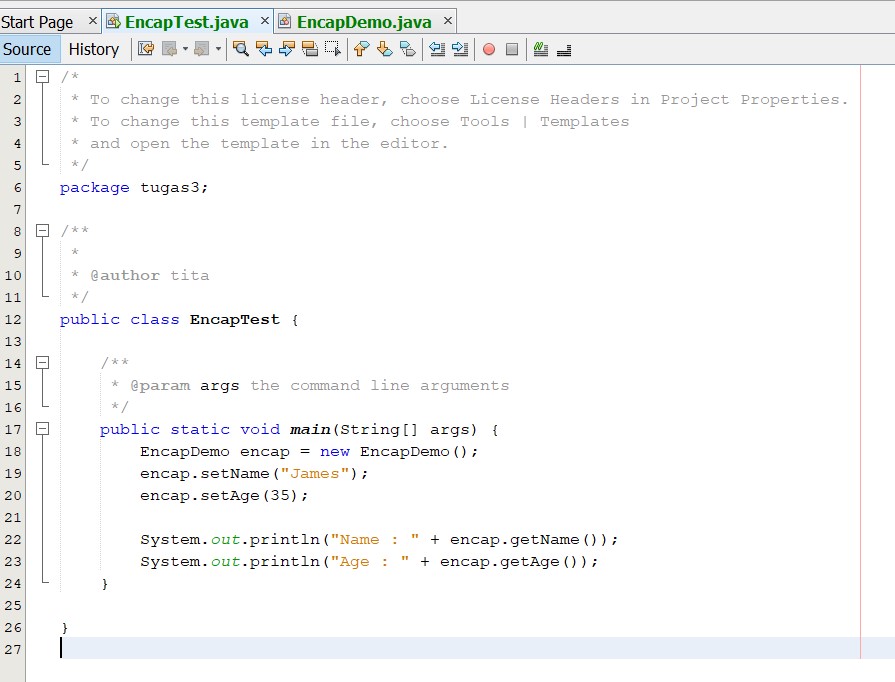 Start Page × EncapTest.java × EncapDemo.java ×
Source History
1 /*
2 * To change this license header, choose License Headers in Project Properties.
3 * To change this template file, choose Tools | Templates
4 * and open the template in the editor.
5 */
6 package tugas3;
7
8 /**
9 *
10 * @author tita
11 */
12 public class EncapTest {
13
14 /**
15 * @param args the command line arguments
16 */
17 public static void main(String[] args) {
18 EncapDemo encap = new EncapDemo();
19 encap.setName("James");
20 encap.setAge(35);
21
22 System.out.println("Name : " + encap.getName());
23 System.out.println("Age : " + encap.getAge());
24 }
25
26 }
27